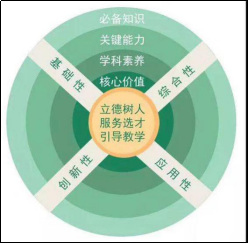 必备知识
关键能力
学科素养
核心价值
基础性
综合性
立德树人
服务选才
引导教学
创新性
应用性